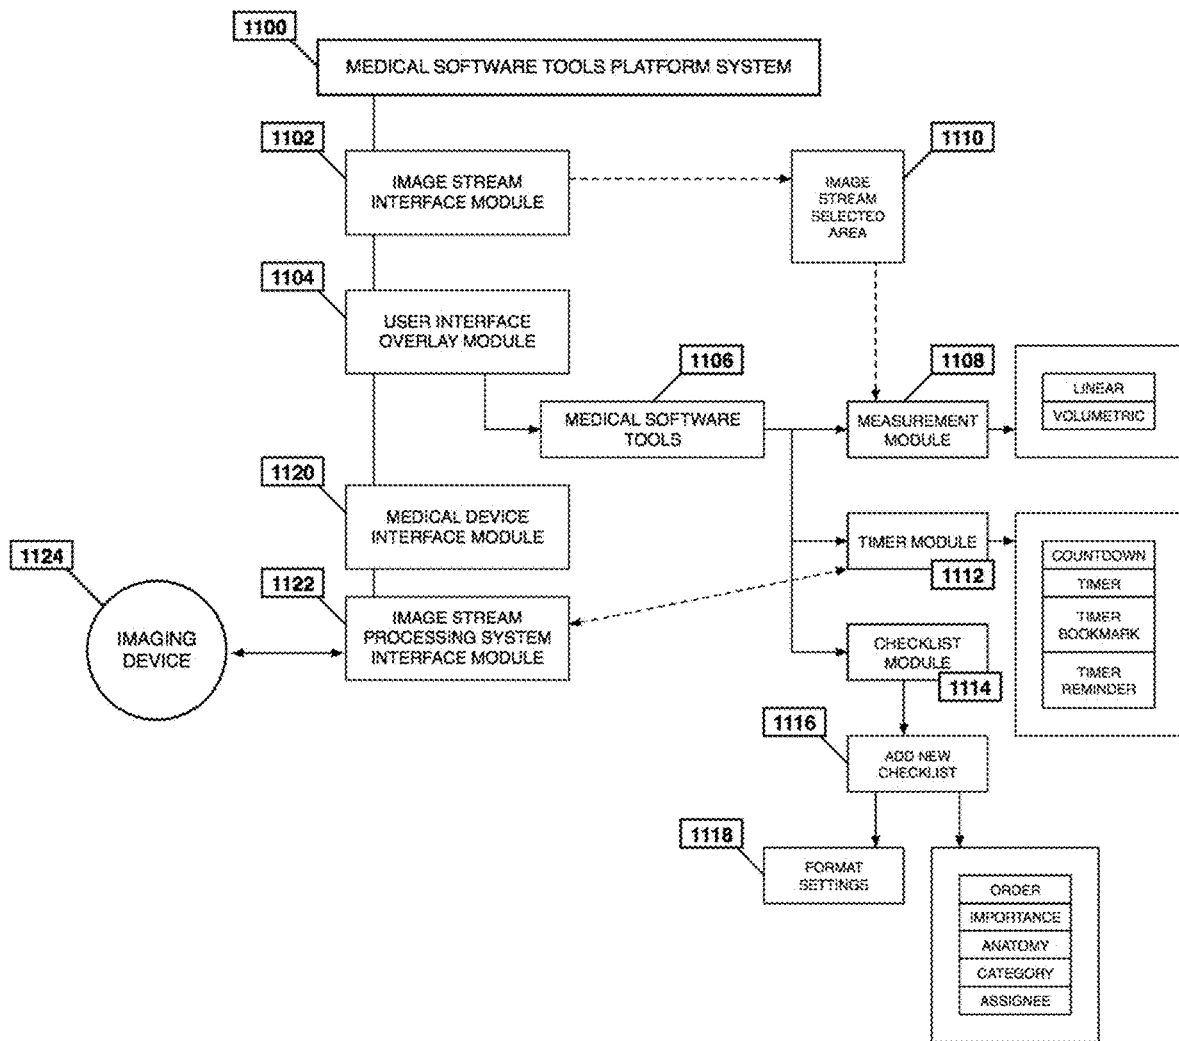 1100
MEDICAL SOFTWARE TOOLS PLATFORM SYSTEM
1102
IMAGE STREAM
INTERFACE MODULE
1110
IMAGE
STREAM
SELECTED
AREA
1104
USER INTERFACE
OVERLAY MODULE
1106
MEDICAL SOFTWARE
TOOLS
1108
MEASUREMENT
MODULE
LINEAR
VOLUMETRIC
1120
MEDICAL DEVICE
INTERFACE MODULE
TIMER MODULE
1112
COUNTDOWN
TIMER
TIMER
BOOKMARK
TIMER
REMINDER
1124
IMAGING
DEVICE
1122
IMAGE STREAM
PROCESSING SYSTEM
INTERFACE MODULE
CHECKLIST
MODULE
1114
1116
ADD NEW
CHECKLIST
1118
FORMAT
SETTINGS
ORDER
IMPORTANCE
ANATOMY
CATEGORY
ASSIGNEE